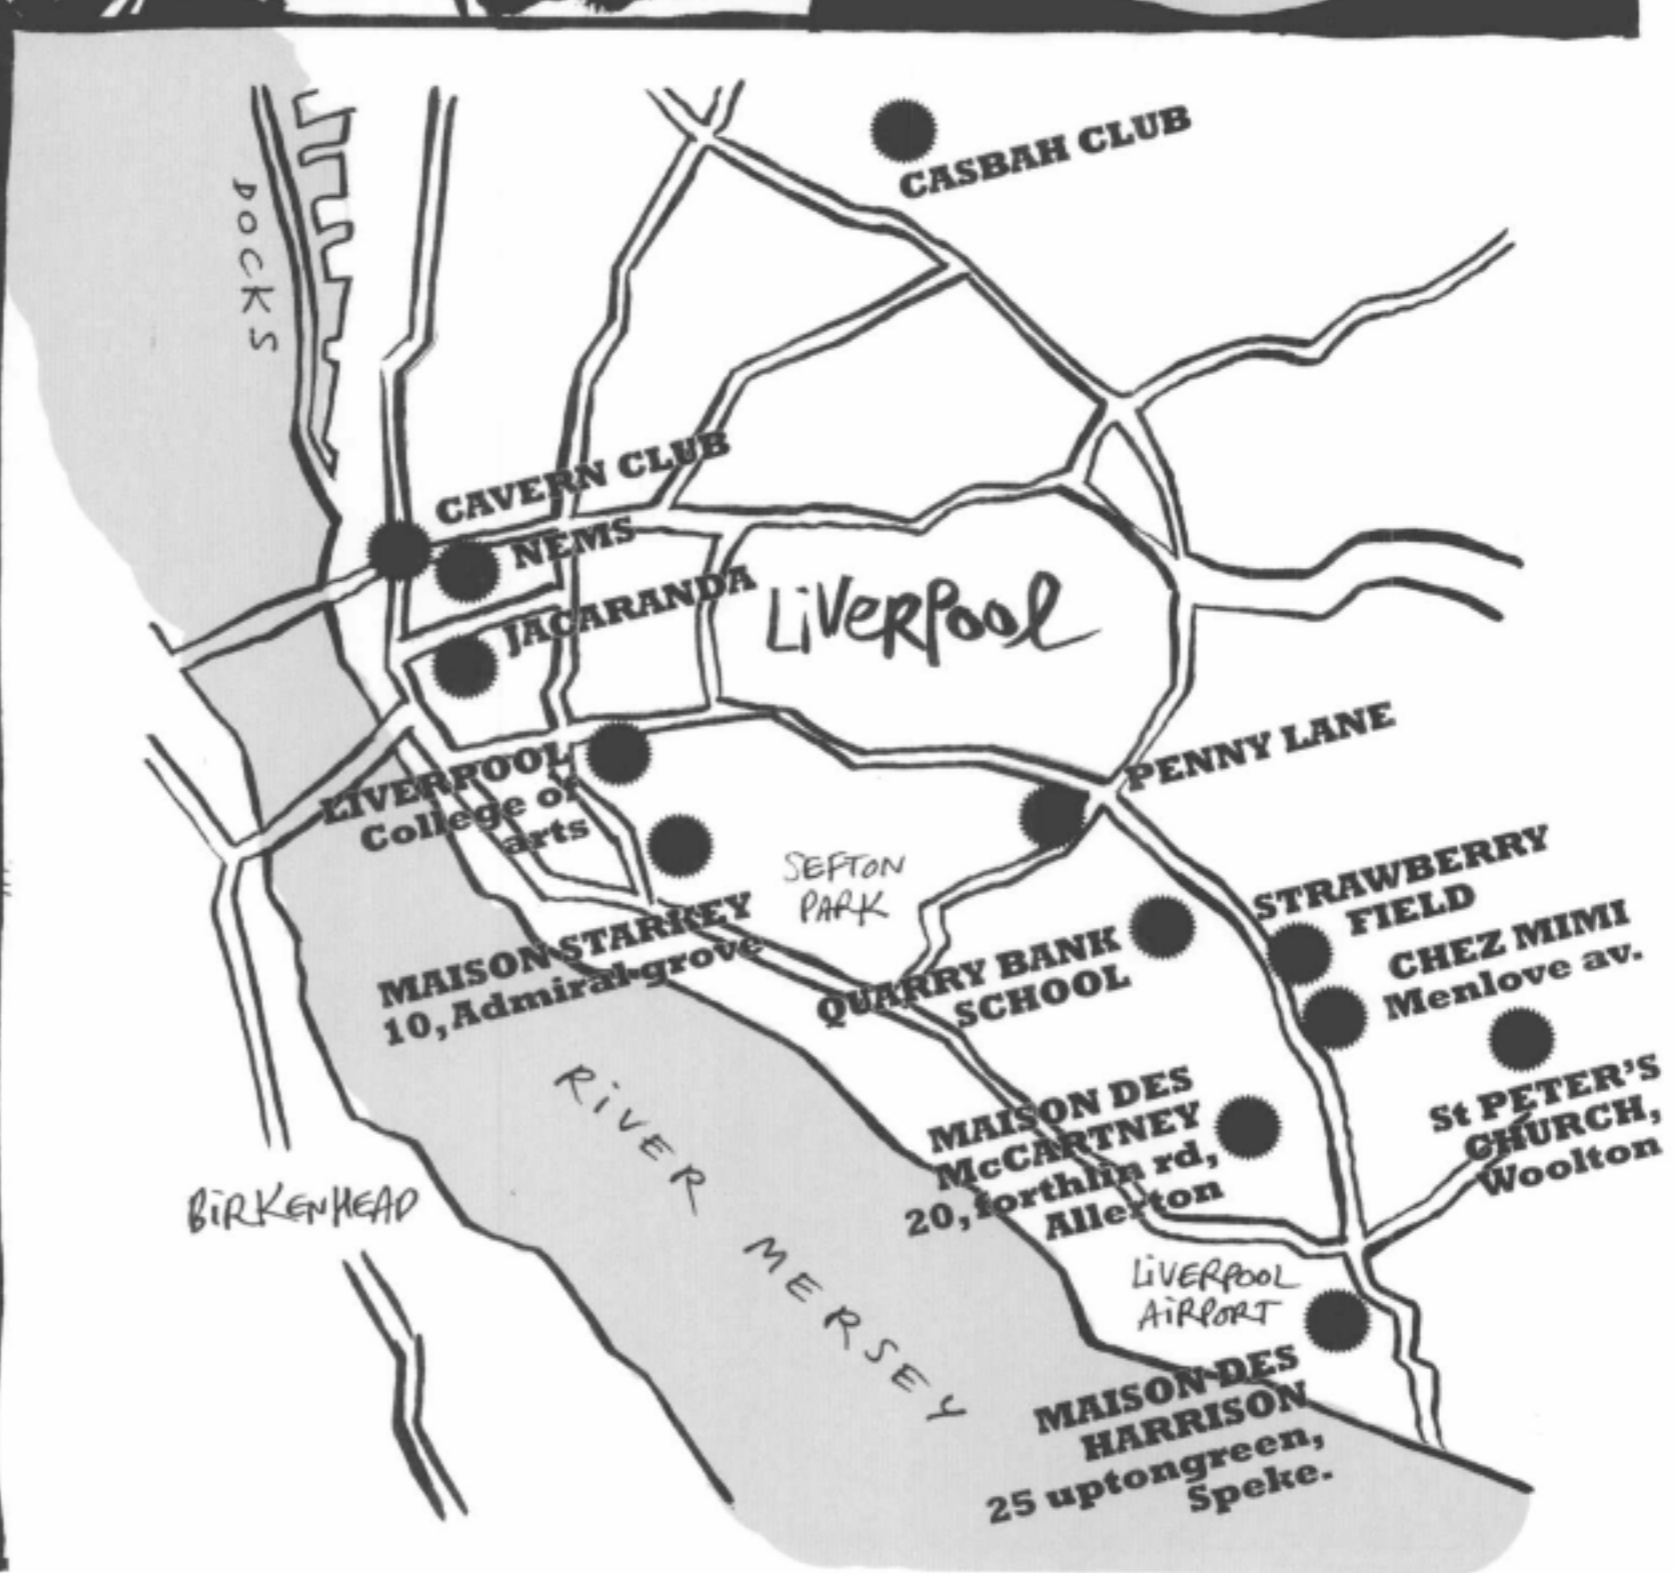 CASBAH CLUB
DOCKS
CAVERN CLUB
NEMS
JACARANDA
LiVERPOOL
PENNY LANE
LIVERPOOL
College of
arts
SEFTON
PARK
STRAWBERRY
FIELD
MAISON STARKEY
10, Admiral grove
QUARRY BANK
SCHOOL
CHEZ MIMI
Menlove av.
St PETER'S
CHURCH,
Woolton
MAISON DES
McCARTNEY
20, forthlin rd,
Allerton
RiVER MERSEY
BiRKENHEAD
LiVERPOOL
AiRPORT
MAISON DES
HARRISON
25 uptongreen,
Speke.